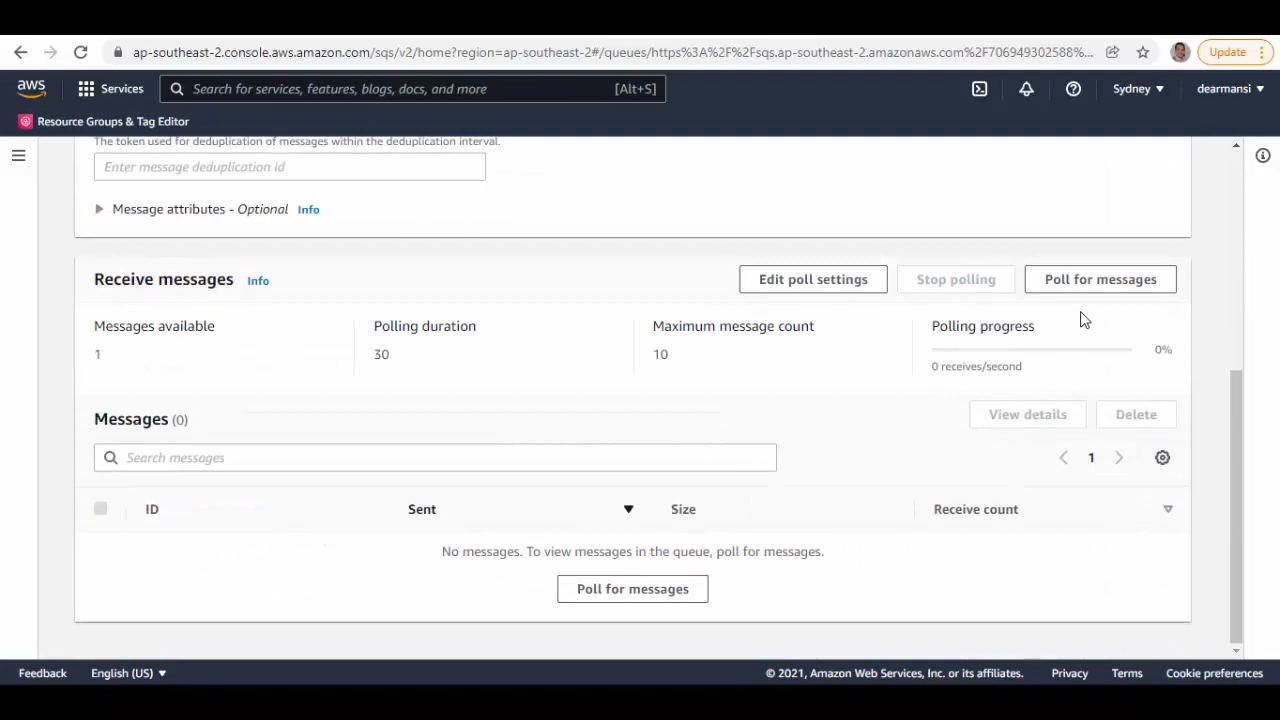 ap-southeast-2.console.aws.amazon.com/sqs/v2/home?region=ap-southeast-2#/queues/https%3A%2F%2Fsqs.ap-southeast-2.amazonaws.com%2F706949302588%...
Update
aws
Services
Search for services, features, blogs, docs, and more
[Alt+S]
Sydney
dearmansi
Resource Groups & Tag Editor
The token used for deduplication of messages within the deduplication interval.
Enter message deduplication id
Message attributes - Optional Info
Receive messages Info
Edit poll settings
Stop polling
Poll for messages
Messages available
1
Polling duration
30
Maximum message count
10
Polling progress
0%
0 receives/second
Messages (0)
View details
Delete
Search messages
1
ID
Sent
Size
Receive count
No messages. To view messages in the queue, poll for messages.
Poll for messages
Feedback
English (US)
© 2021, Amazon Web Services, Inc. or its affiliates.
Privacy
Terms
Cookie preferences